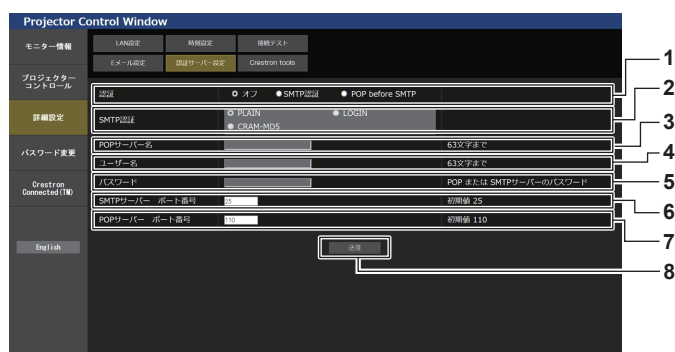 Projector Control Window
モニター情報
プロジェクター
コントロール
詳細設定
パスワード変更
Crestron
Connected(TM)
English
LAN設定 時刻設定 接続テスト
Eメール設定 認証サーバー設定 Crestron tools
認証 オフ SMTP認証 POP before SMTP
SMTP認証 PLAIN LOGIN
CRAM-MD5
POPサーバー名 63文字まで
ユーザー名 63文字まで
パスワード POP または SMTPサーバーのパスワード
SMTPサーバー ポート番号 25 初期値 25
POPサーバー ポート番号 110 初期値 110
送信
1
2
3
4
5
6
7
8